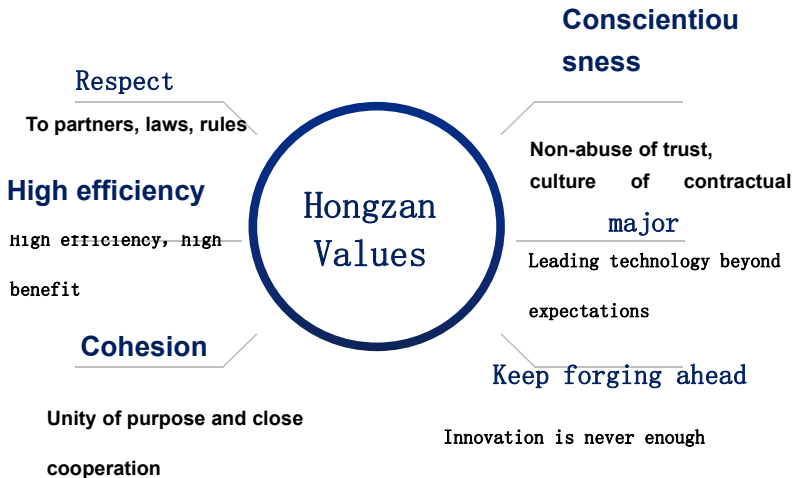 Respect
To partners, laws, rules
High efficiency
High efficiency, high
benefit
Cohesion
Unity of purpose and close
cooperation
Hongzan
Values
Conscientiou
sness
Non-abuse of trust,
culture of contractual
major
Leading technology beyond
expectations
Keep forging ahead
Innovation is never enough